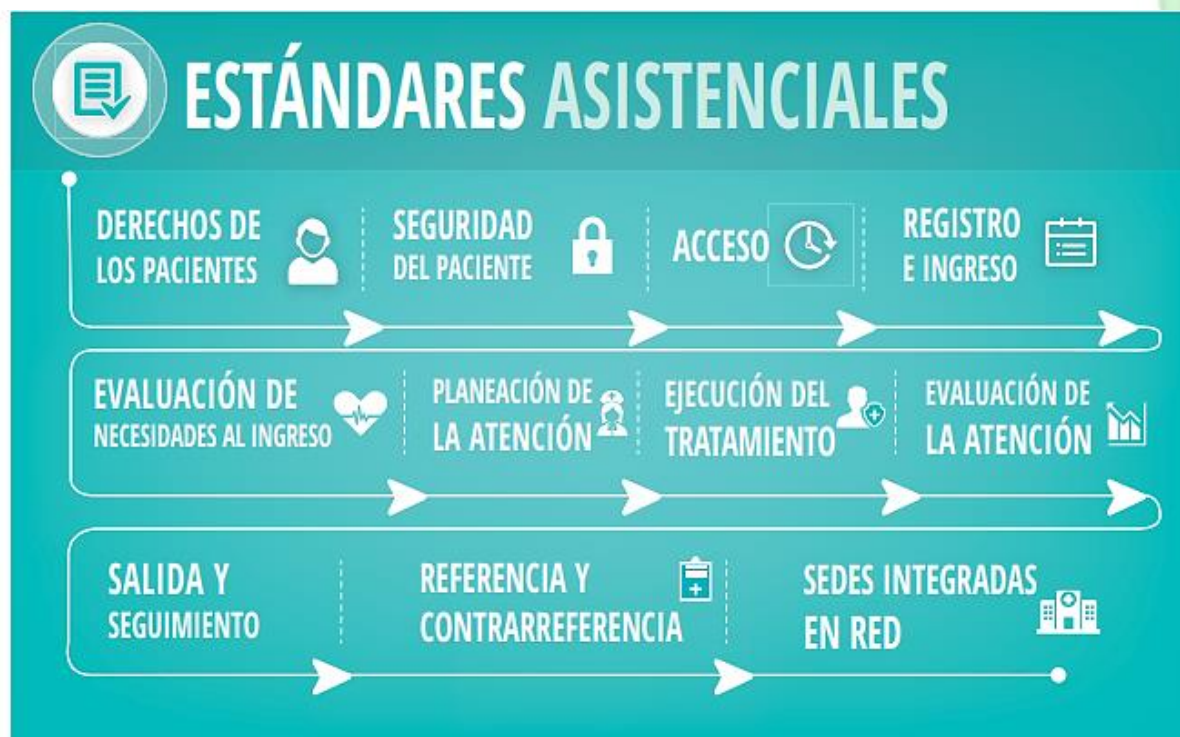 ESTÁNDARES ASISTENCIALES
DERECHOS DE
LOS PACIENTES
SEGURIDAD
DEL PACIENTE
ACCESO
REGISTRO
E INGRESO
EVALUACIÓN DE
NECESIDADES AL INGRESO
PLANEACIÓN DE
LA ATENCIÓN
EJECUCIÓN DEL
TRATAMIENTO
EVALUACIÓN DE
LA ATENCIÓN
SALIDA Y
SEGUIMIENTO
REFERENCIA Y
CONTRARREFERENCIA
SEDES INTEGRADAS
EN RED